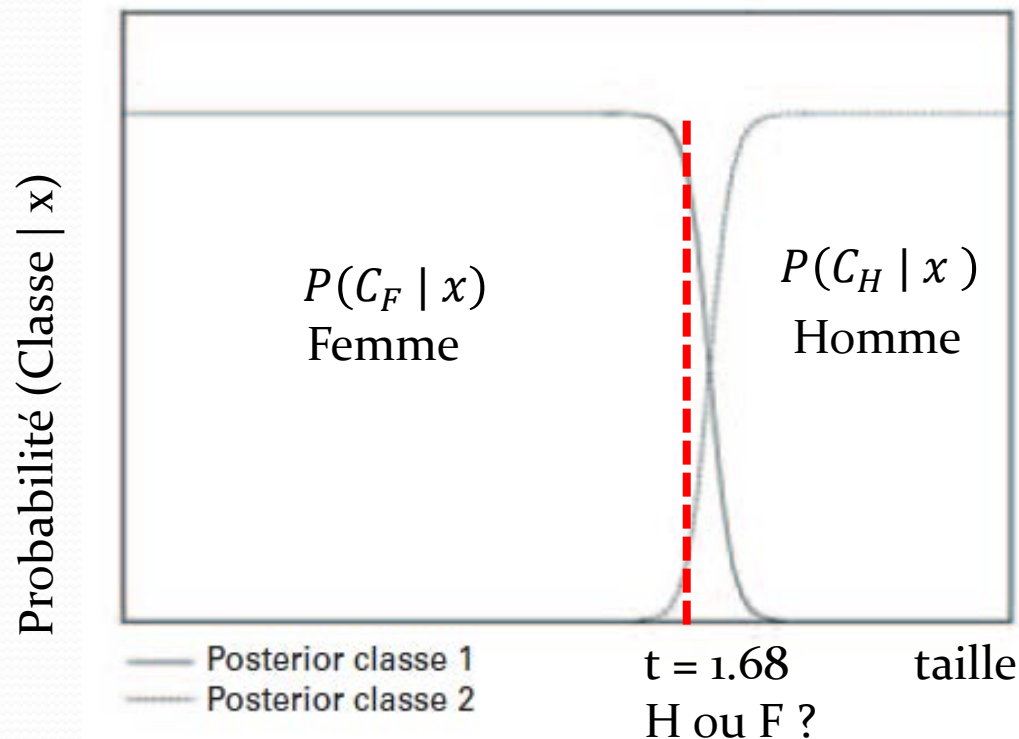 Probabilité (Classe | x)
P(C_F | x)
Femme
P(C_H | x )
Homme
Posterior classe 1
Posterior classe 2
t = 1.68
H ou F ?
taille